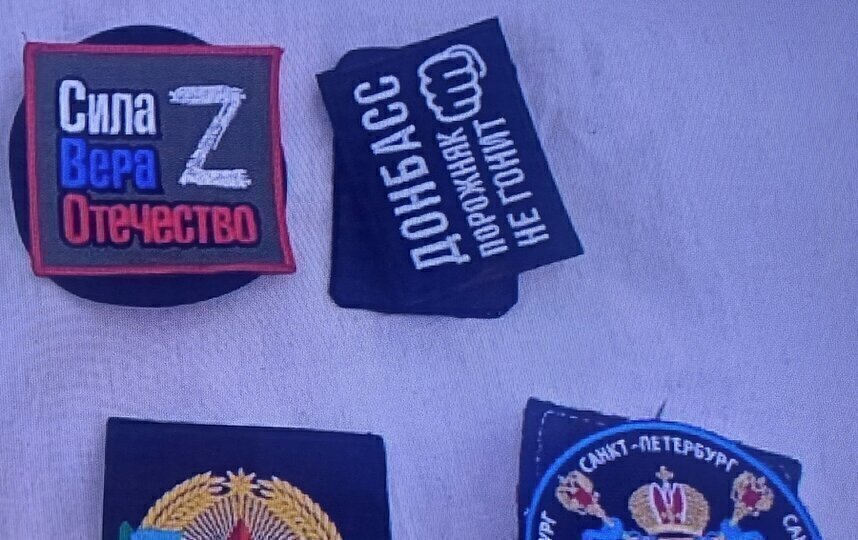 Сила
Z
Вера
Отечество
ДОНБАСС
ПОРОЖНЯК
НЕ ГОНИТ
САНКТ-ПЕТЕРБУРГ